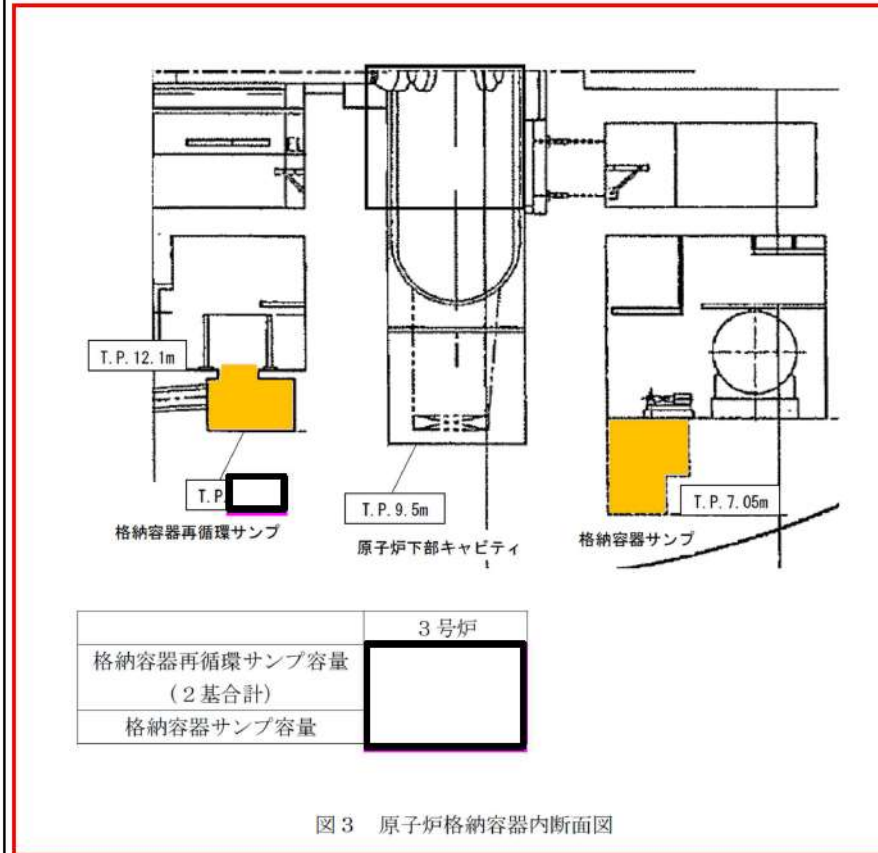 T.P.12.1m
T.P.
T.P.9.5m
T.P.7.05m
格納容器再循環サンプ
原子炉下部キャビティ
格納容器サンプ
3号炉
格納容器再循環サンプ容量
(2基合計)
格納容器サンプ容量
図3 原子炉格納容器内断面図